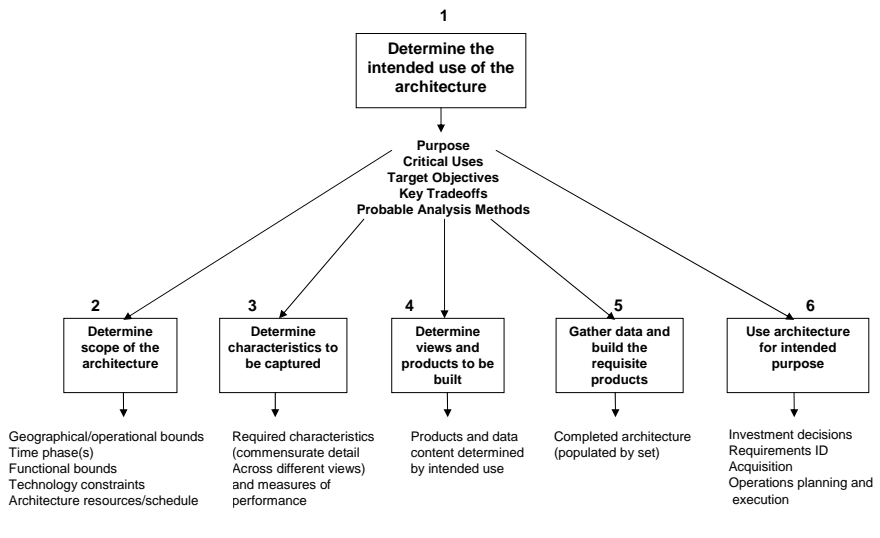 1
Determine the
intended use of the
architecture
Purpose
Critical Uses
Target Objectives
Key Tradeoffs
Probable Analysis Methods
2
Determine
scope of the
architecture
Geographical/operational bounds
Time phase(s)
Functional bounds
Technology constraints
Architecture resources/schedule
3
Determine
characteristics to
be captured
Required characteristics
(commensurate detail
Across different views)
and measures of
performance
4
Determine
views and
products to be
built
Products and data
content determined
by intended use
5
Gather data and
build the
requisite
products
Completed architecture
(populated by set)
6
Use architecture
for intended
purpose
Investment decisions
Requirements ID
Acquisition
Operations planning and
execution